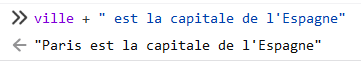 ville + " est la capitale de l'Espagne"
"Paris est la capitale de l'Espagne"